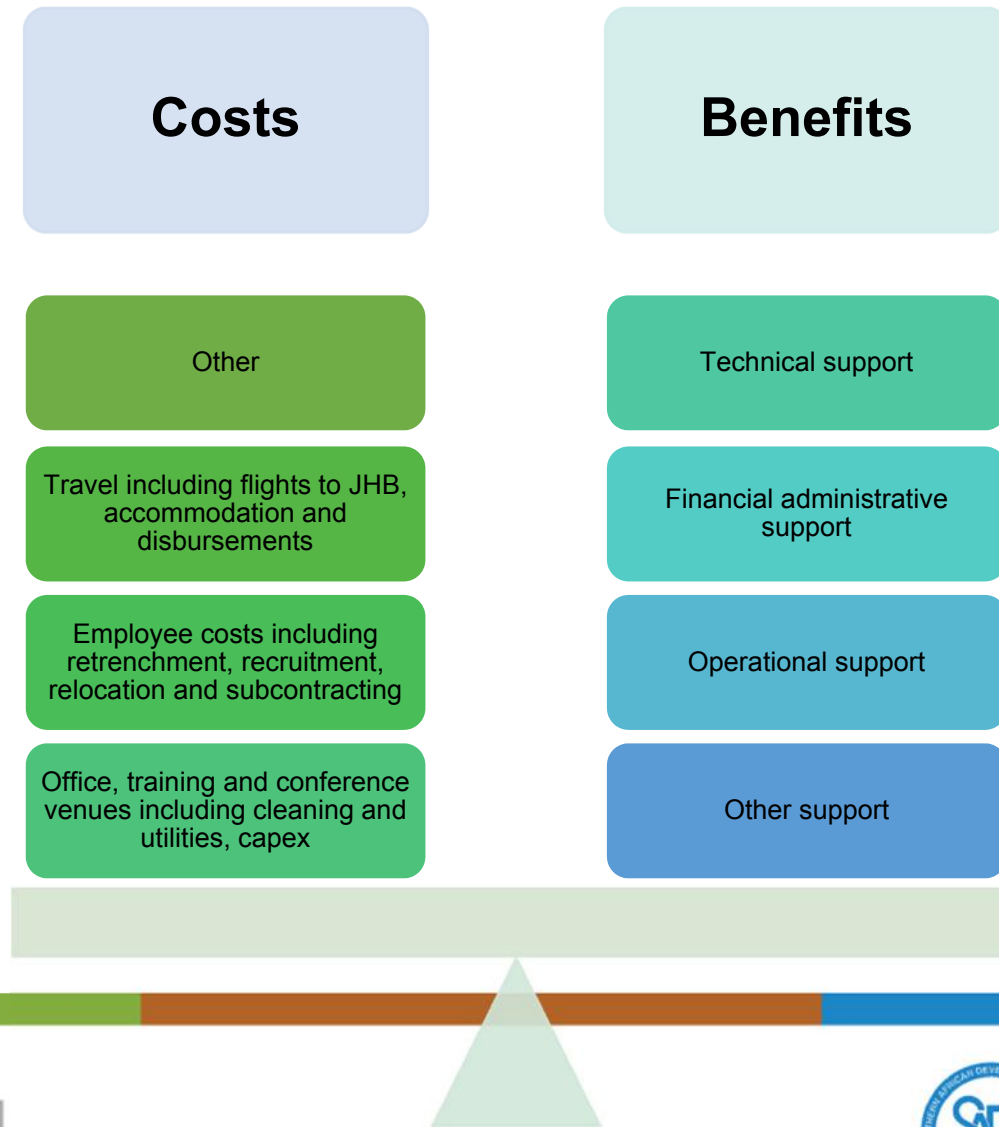 Costs
Benefits
Other
Travel including flights to JHB,
accommodation and
disbursements
Employee costs including
retrenchment, recruitment,
relocation and subcontracting
Office, training and conference
venues including cleaning and
utilities, capex
Technical support
Financial administrative
support
Operational support
Other support